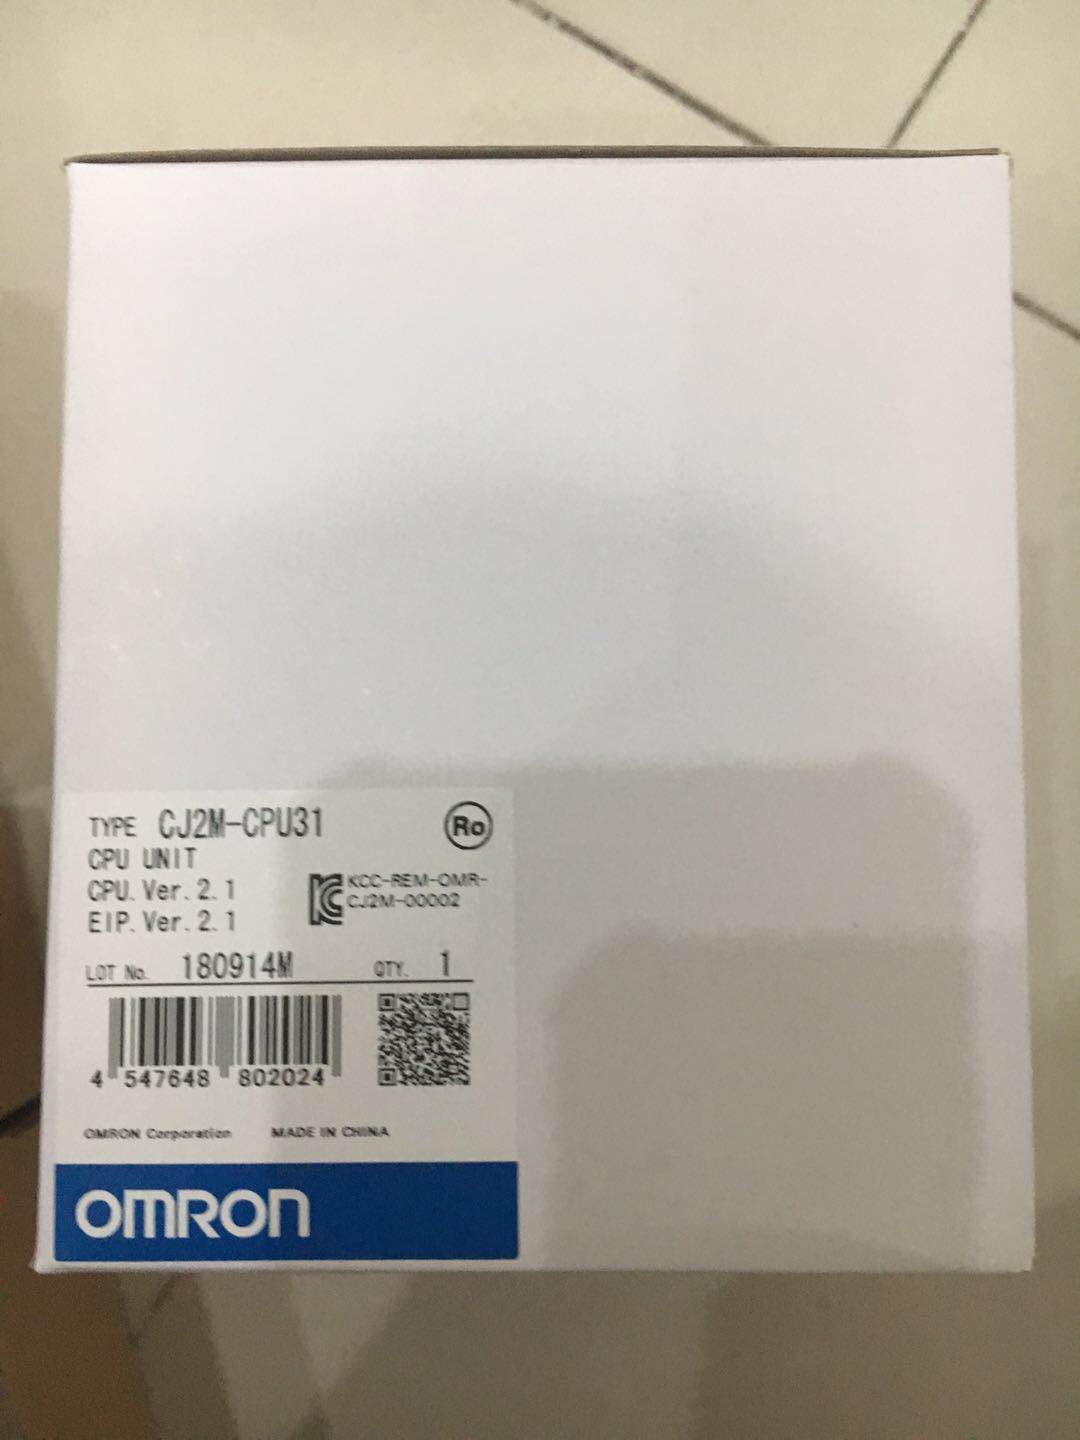 TYPE CJ2M-CPU31
Ro
CPU UNIT
CPU. Ver. 2. 1
EIP. Ver. 2. 1
KCC-REM-OMR-
CJ2M-00002
LOT No. 180914M QTY. 1
4 547648 802024
OMRON Corporation MADE IN CHINA
OMRON